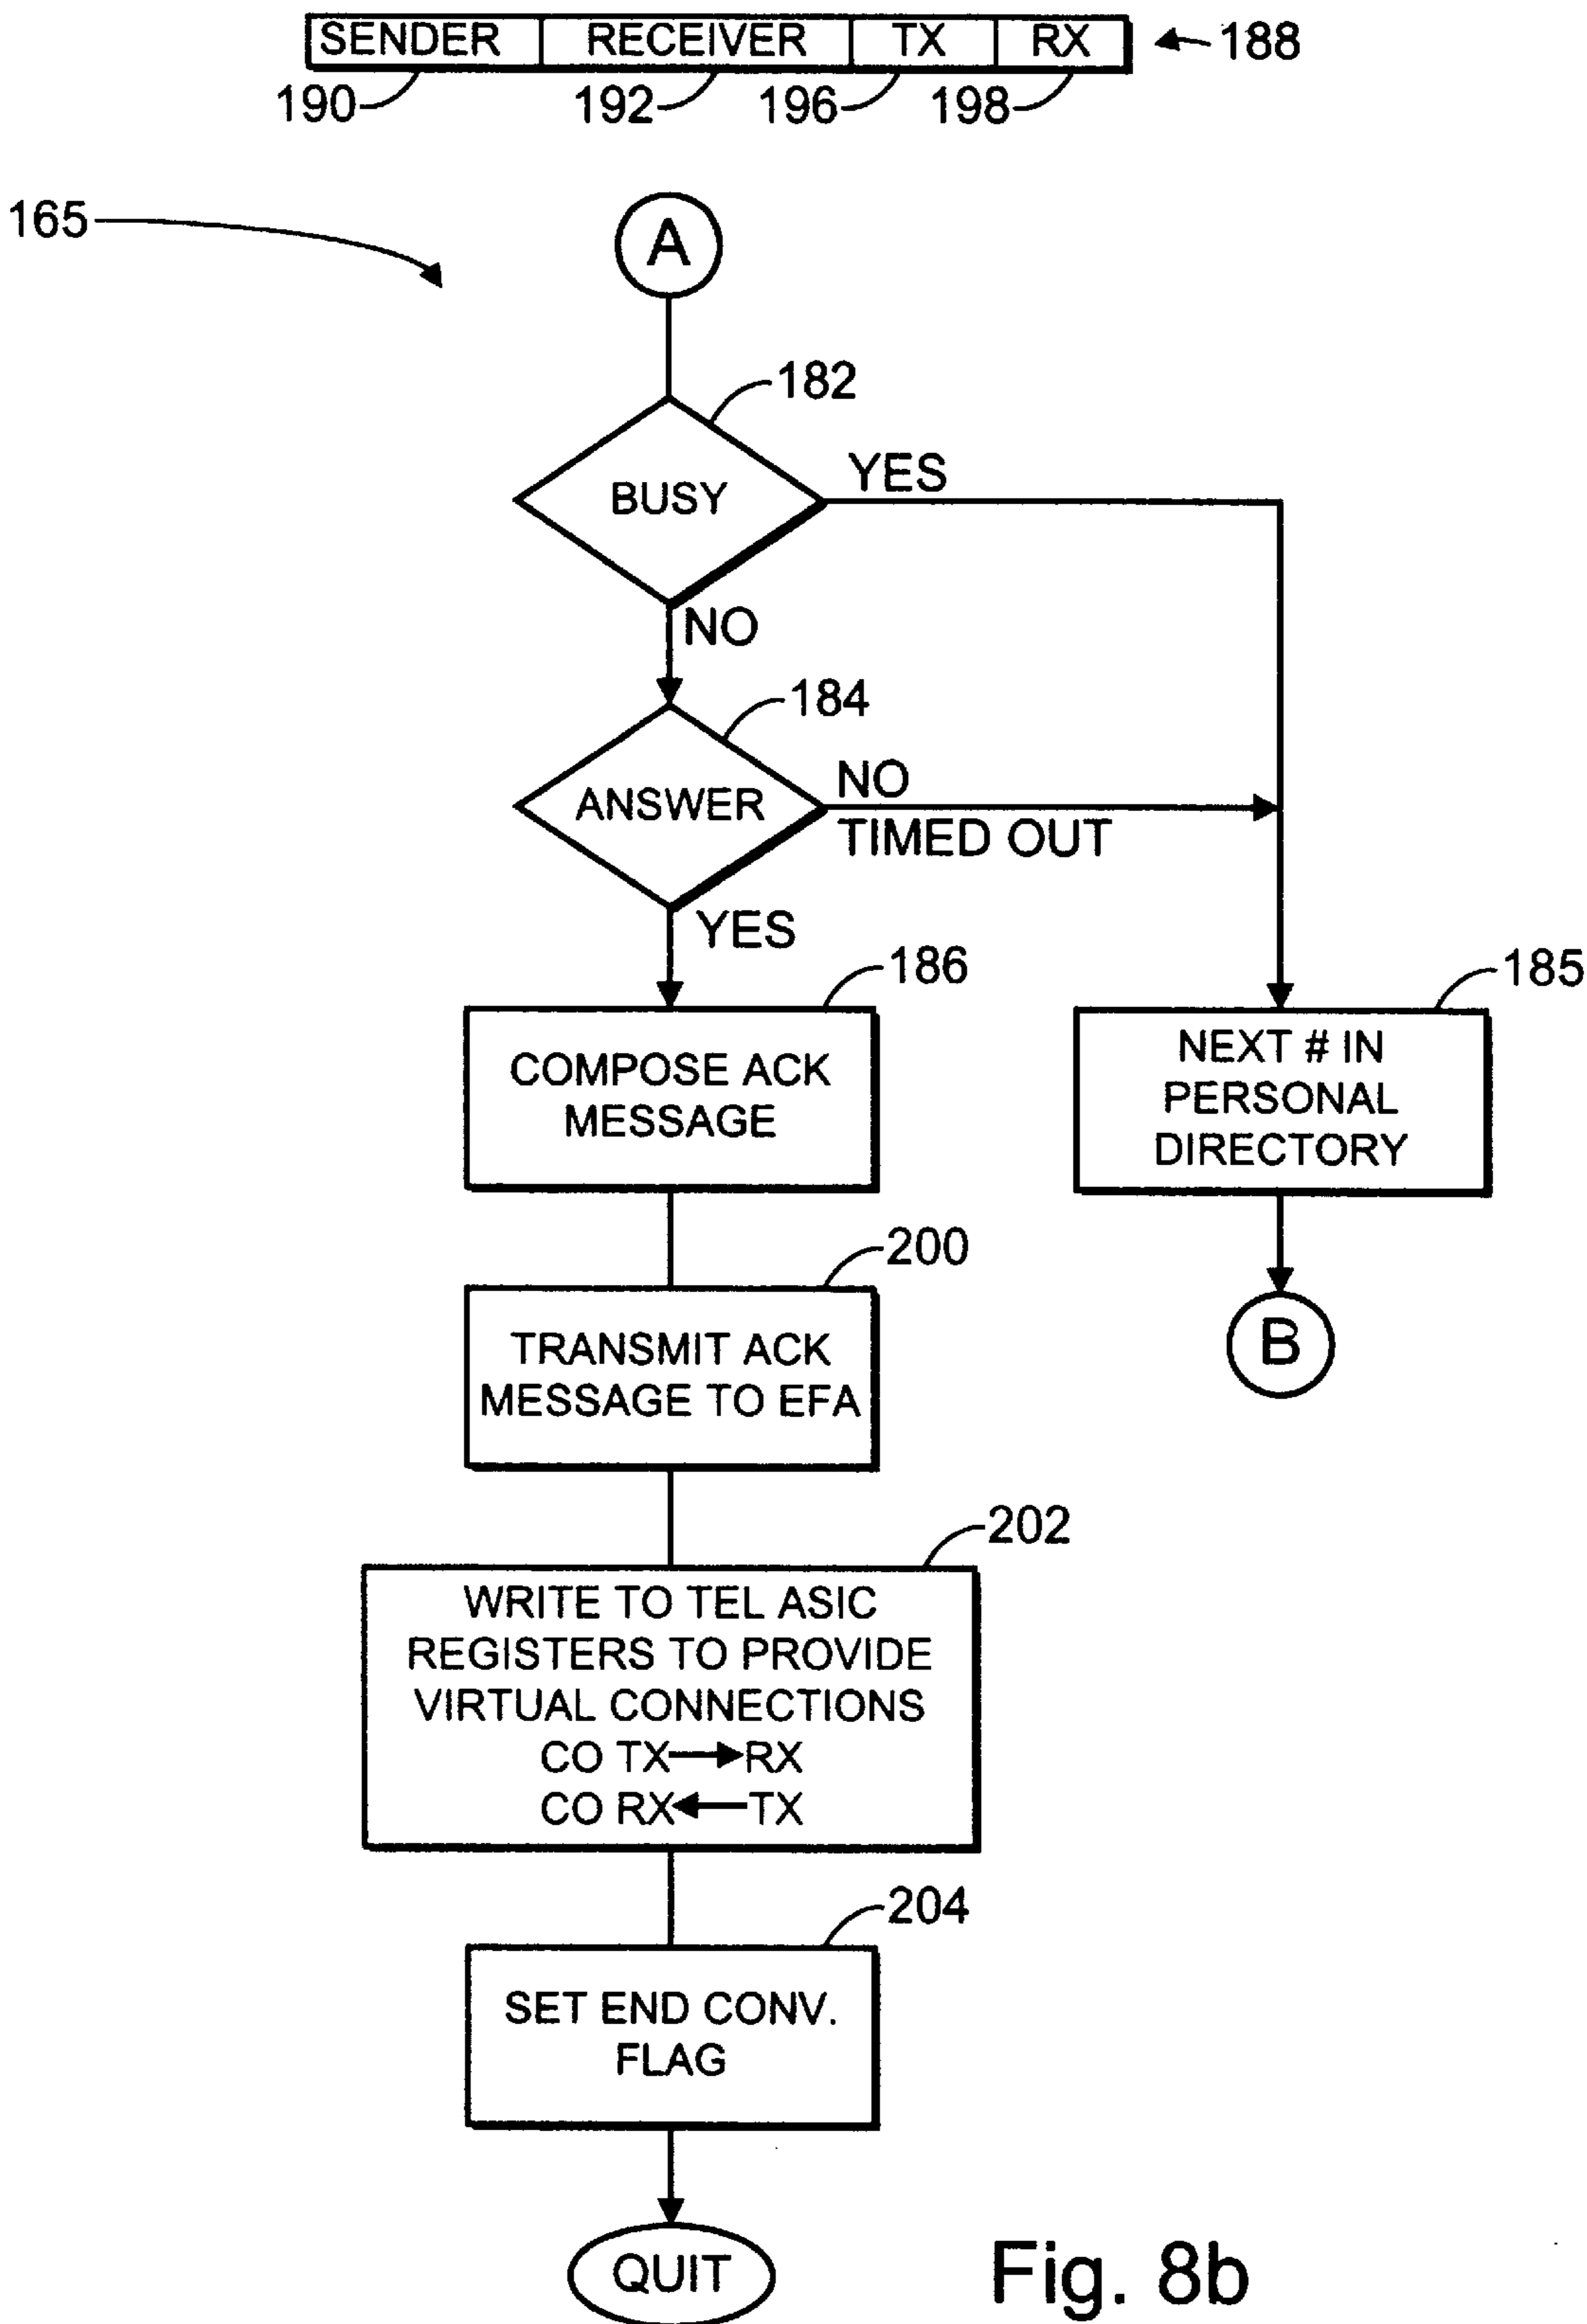 SENDER RECEIVER TX RX 188
190 192 196 198
165
A
182
BUSY
YES
NO
184
ANSWER
NO
TIMED OUT
YES
186
COMPOSE ACK
MESSAGE
185
NEXT # IN
PERSONAL
DIRECTORY
200
TRANSMIT ACK
MESSAGE TO EFA
B
202
WRITE TO TEL ASIC
REGISTERS TO PROVIDE
VIRTUAL CONNECTIONS
CO TX→RX
CO RX←TX
204
SET END CONV.
FLAG
QUIT
Fig. 8b